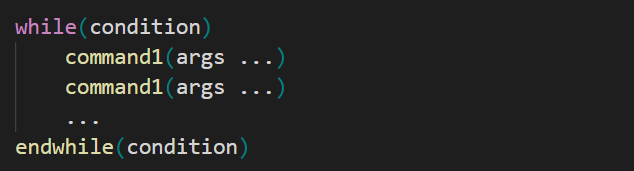 while(condition)
    command1(args ...)
    command1(args ...)
    ...
endwhile(condition)